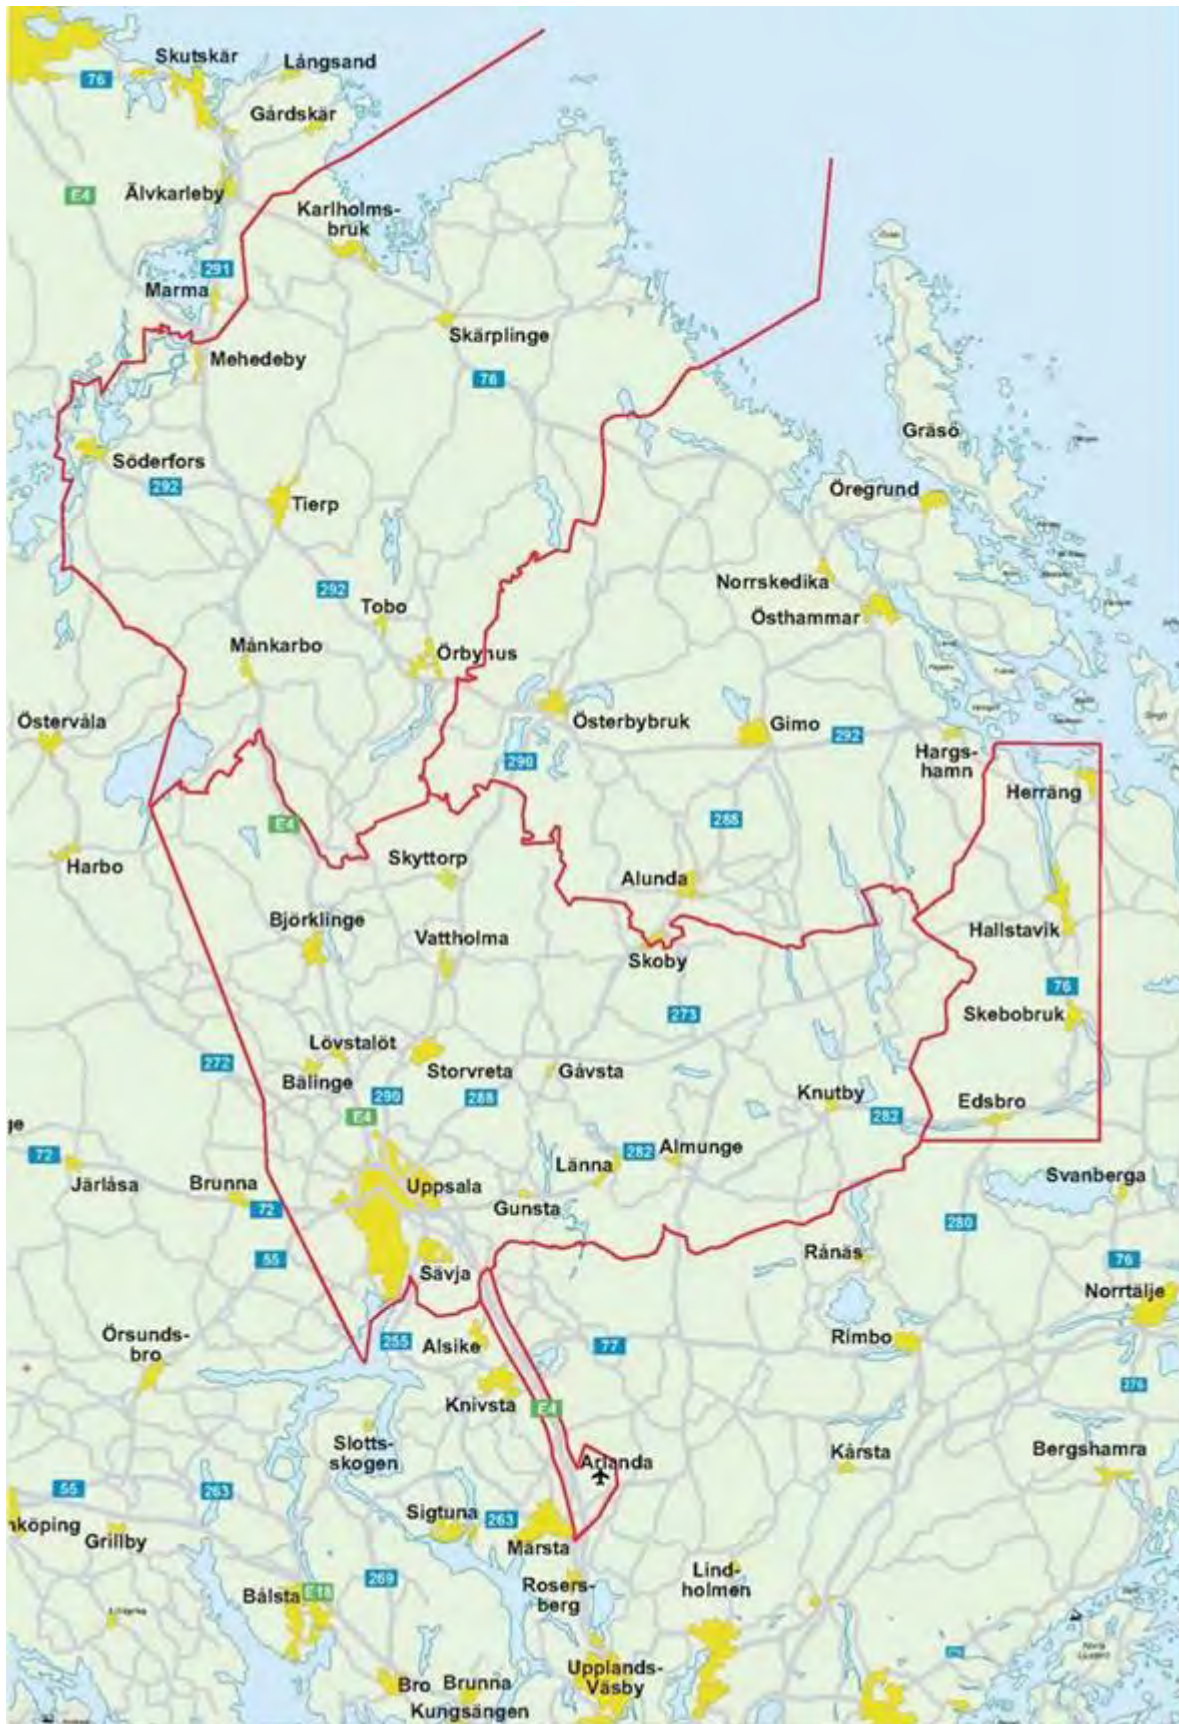 Skutskär
Långsand
76
Gårdskär
E4
Älvkarleby
Karlholms-
bruk
291
Marma
Skärplinge
Mehedeby
76
Gräsö
Söderfors
292
Tierp
Öregrund
292
Norrskedika
Tobo
Östhammar
Månkarbo
Örbyhus
Östervåla
Österbybruk
Gimo
292
290
Hargs-
hamn
Herräng
E4
288
Harbo
Skyttorp
Alunda
Björklinge
Vattholma
Hallstavik
Skoby
76
273
Skebobruk
Lövstalöt
272
Bälinge
Storvreta
Gåvsta
290
288
Knutby
Edsbro
E4
282
72
282
Almunge
Länna
Järlåsa
Brunna
Uppsala
Svanberga
72
Gunsta
280
55
Sävja
Rånäs
76
Norrtälje
Örsunds-
bro
255
Alsike
77
Rimbo
276
Knivsta
E4
Slotts-
skogen
Arlanda
Kårsta
Bergshamra
55
263
Sigtuna
263
nköping
Grillby
Märsta
Lind-
holmen
Rosers-
berg
269
Bålsta
E18
Upplands-
Väsby
Bro
Brunna
Kungsängen